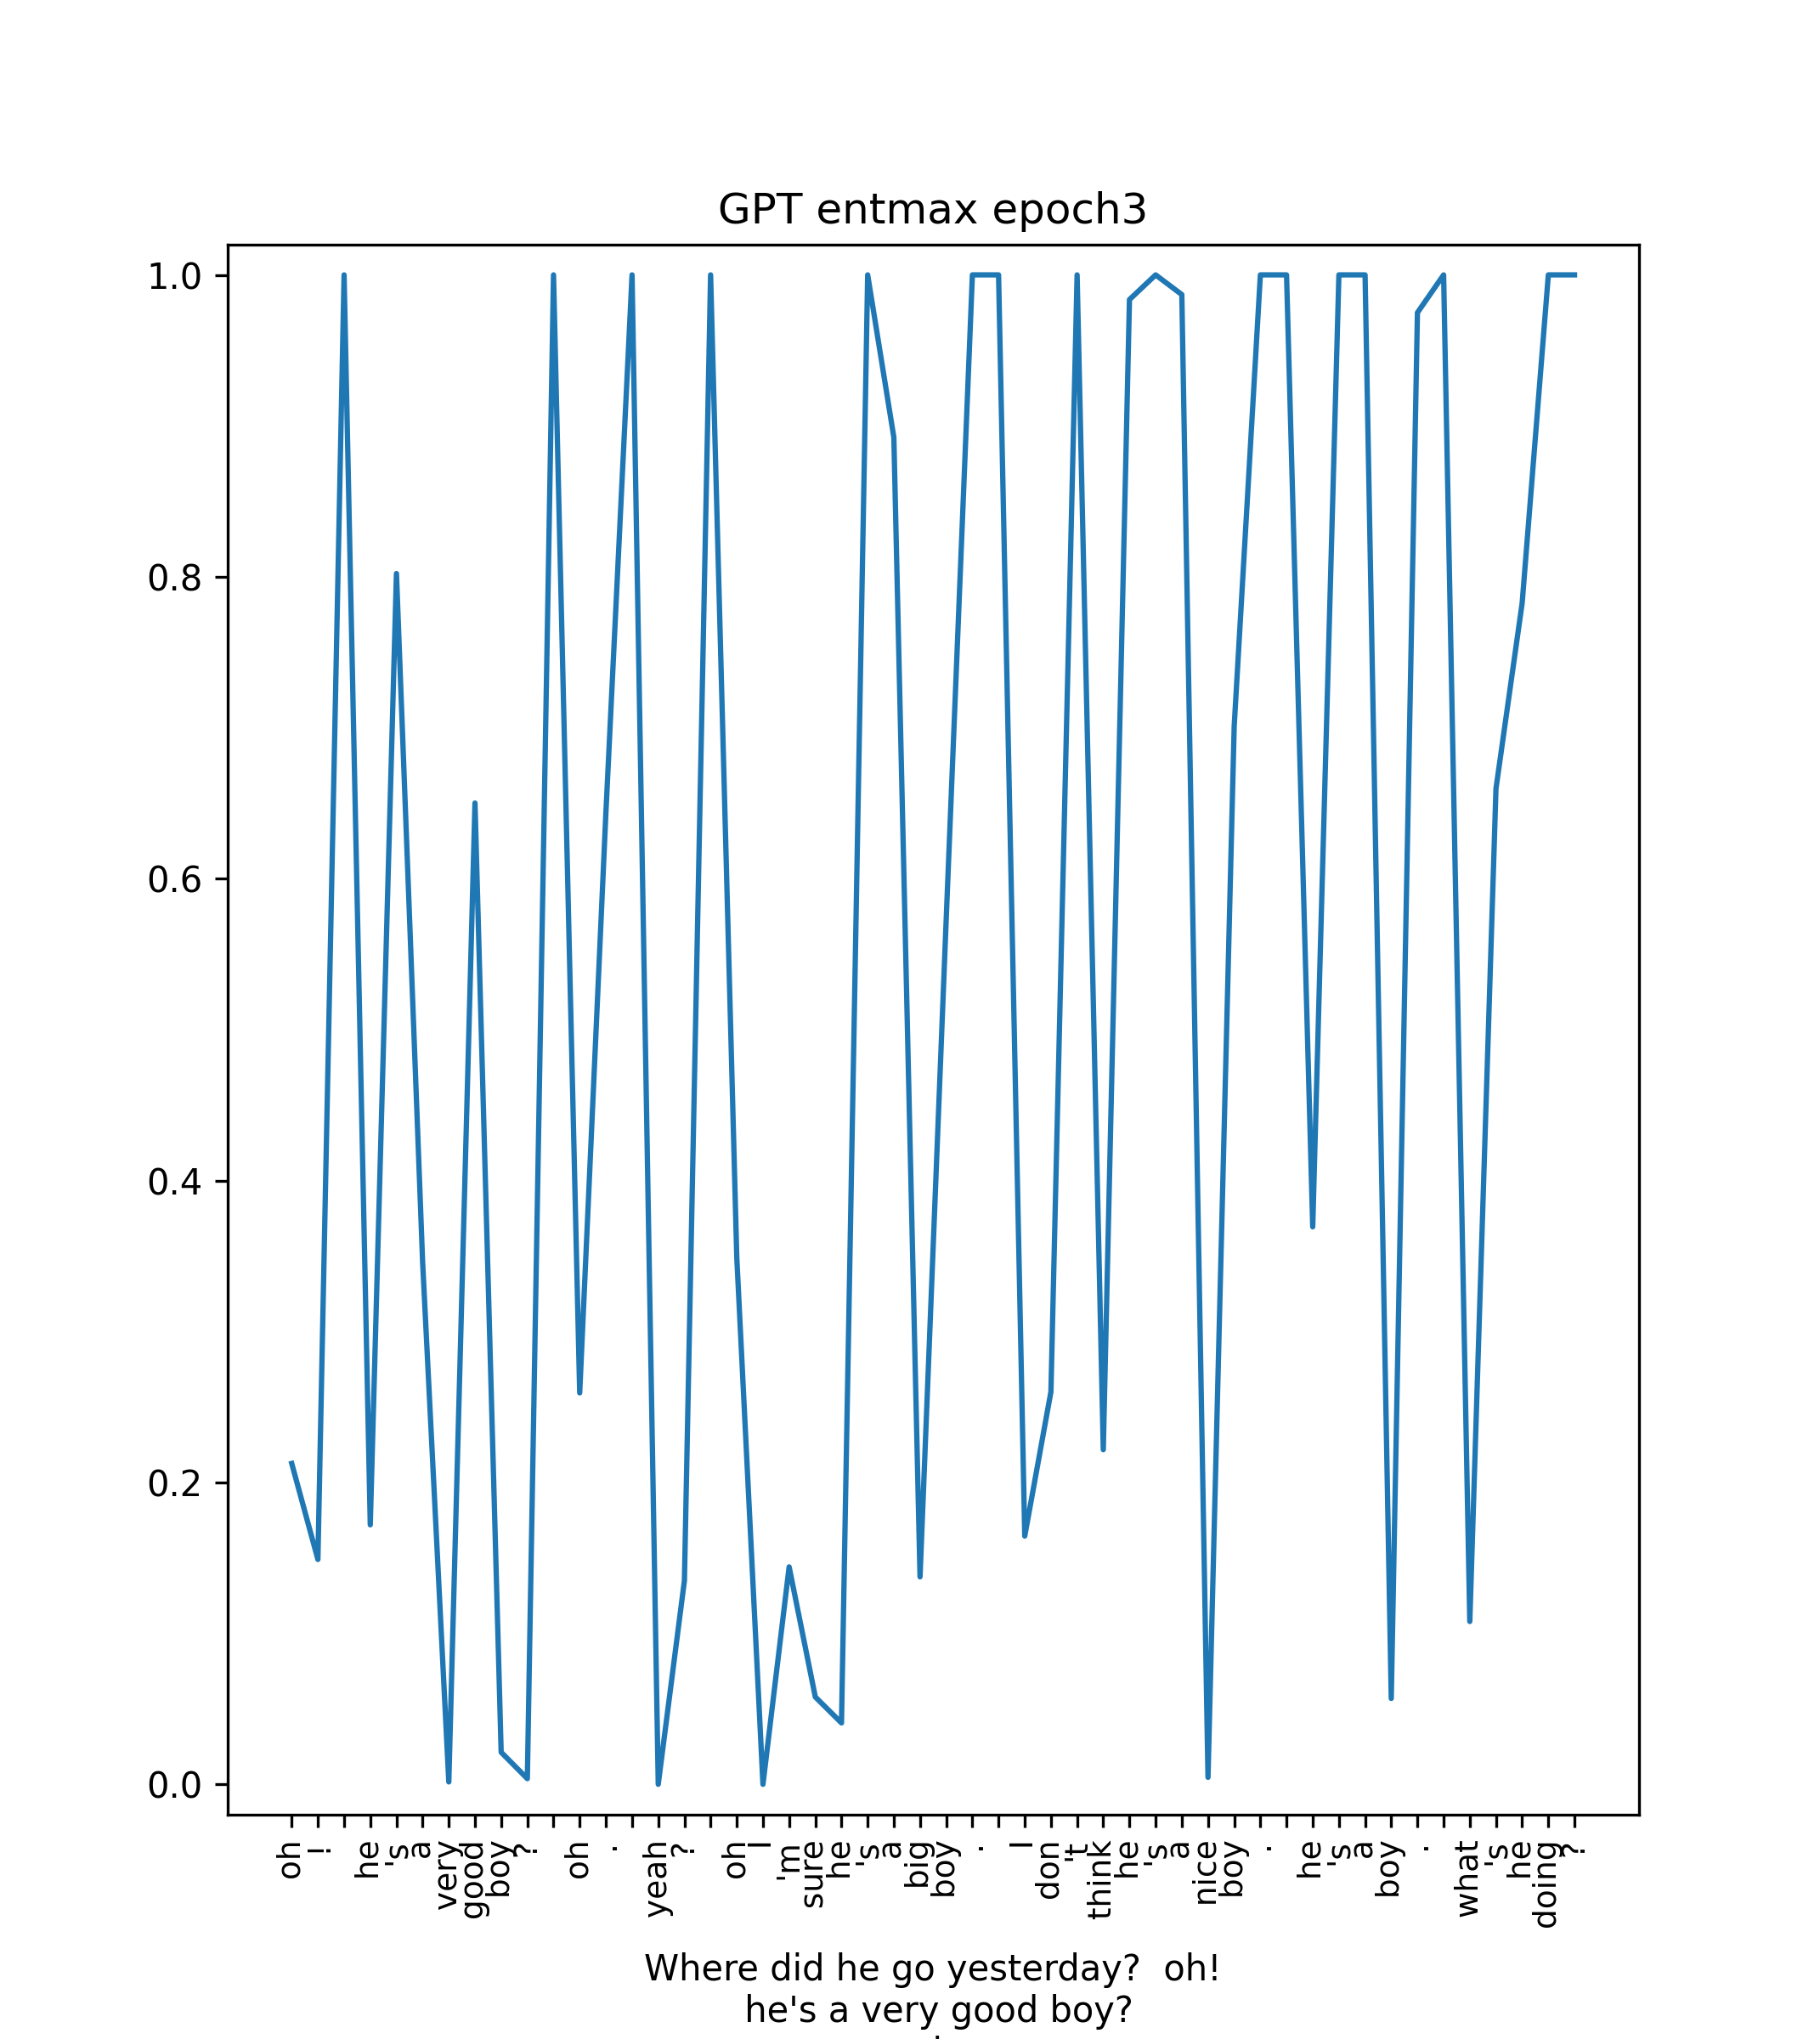 GPT entmax epoch3
1.0
0.8
0.6
0.4
0.2
0.0
oh ! he 's a very good boy ? oh . yeah ? oh I 'm sure he 's a big boy . I don 't think he 's a nice boy . he 's a boy . what 's he doing ?
Where did he go yesterday?  oh!
he's a very good boy?